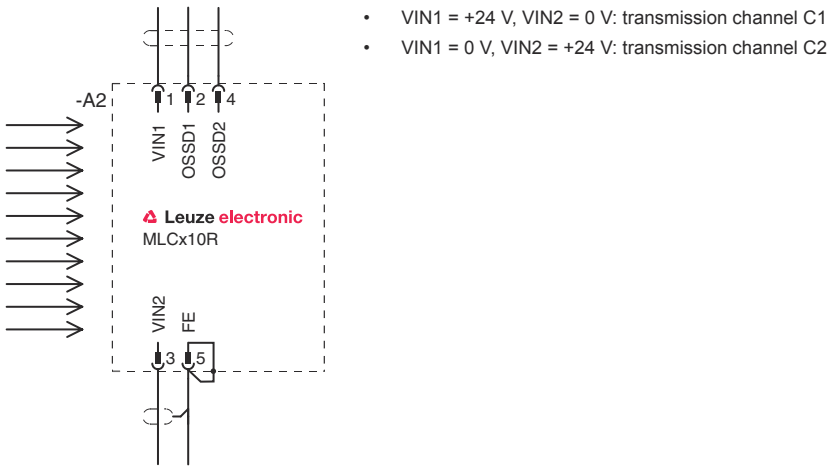 • VIN1 = +24 V, VIN2 = 0 V: transmission channel C1
• VIN1 = 0 V, VIN2 = +24 V: transmission channel C2
-A2
1 2 4
VIN1
OSSD1
OSSD2
Leuze electronic
MLCx10R
VIN2
FE
3 5